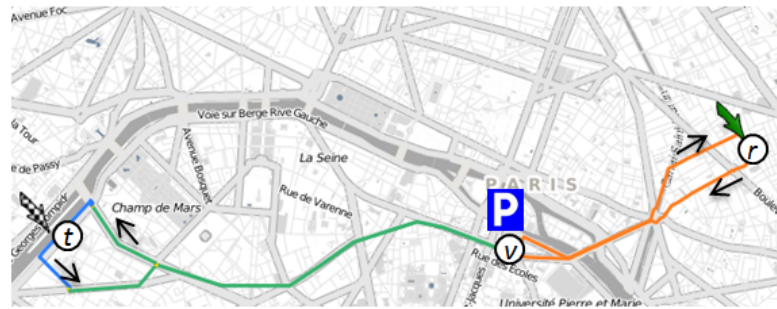 Avenue Foc
Voie sur Berge Rive Gauche
la Tour
La Seine
e de Passy
Avenue Bosquet
r
PARIS
P
Rue de Varenne
Champ de Mars
Boule
t
v
Rue des Écoles
Université Pierre et Marie